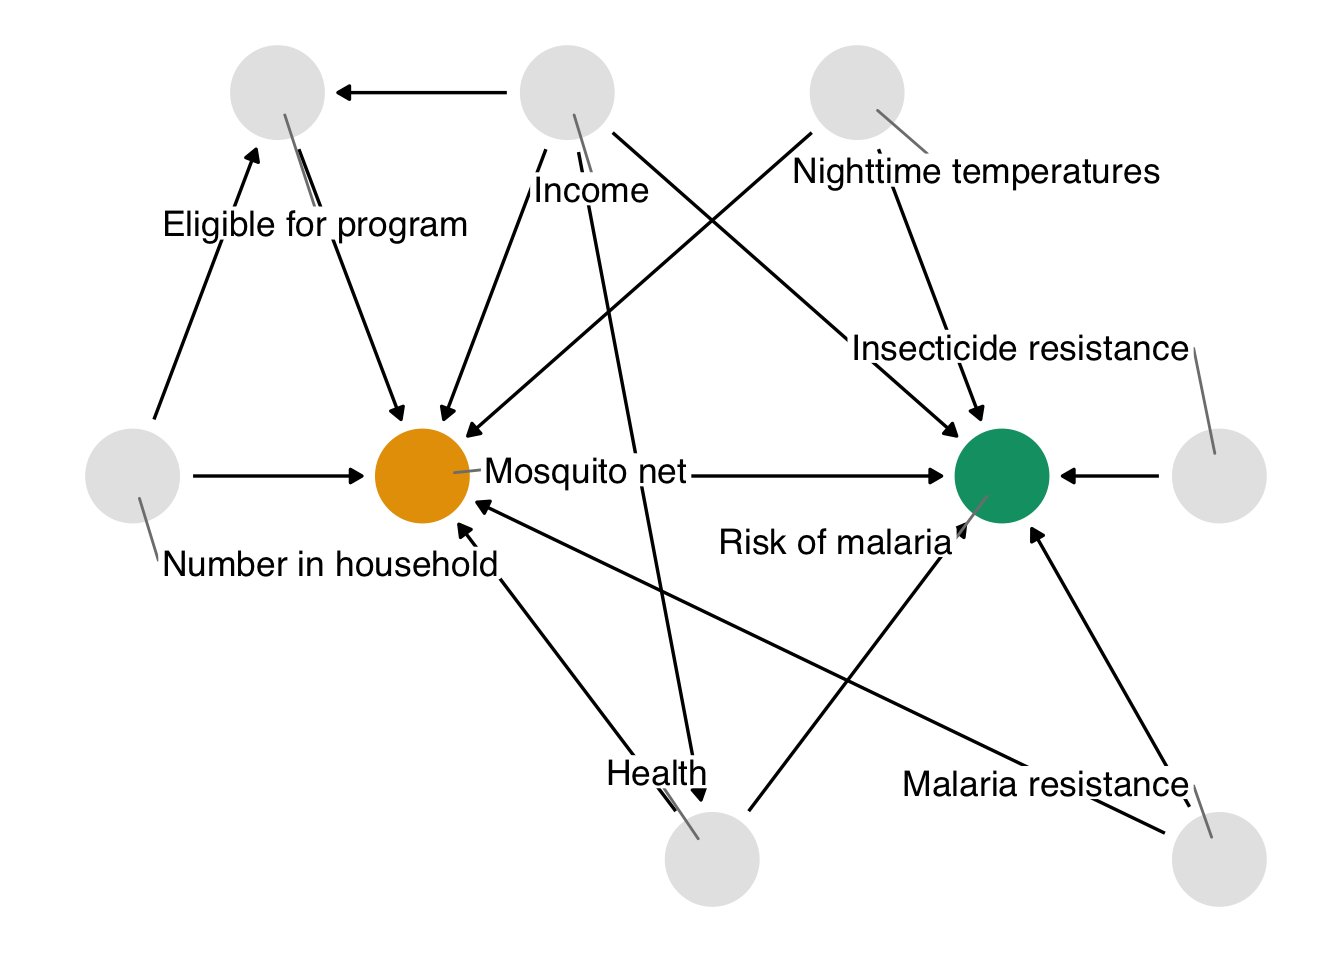 Nighttime temperatures
Income
Eligible for program
Insecticide resistance
Mosquito net
Risk of malaria
Number in household
Health
Malaria resistance